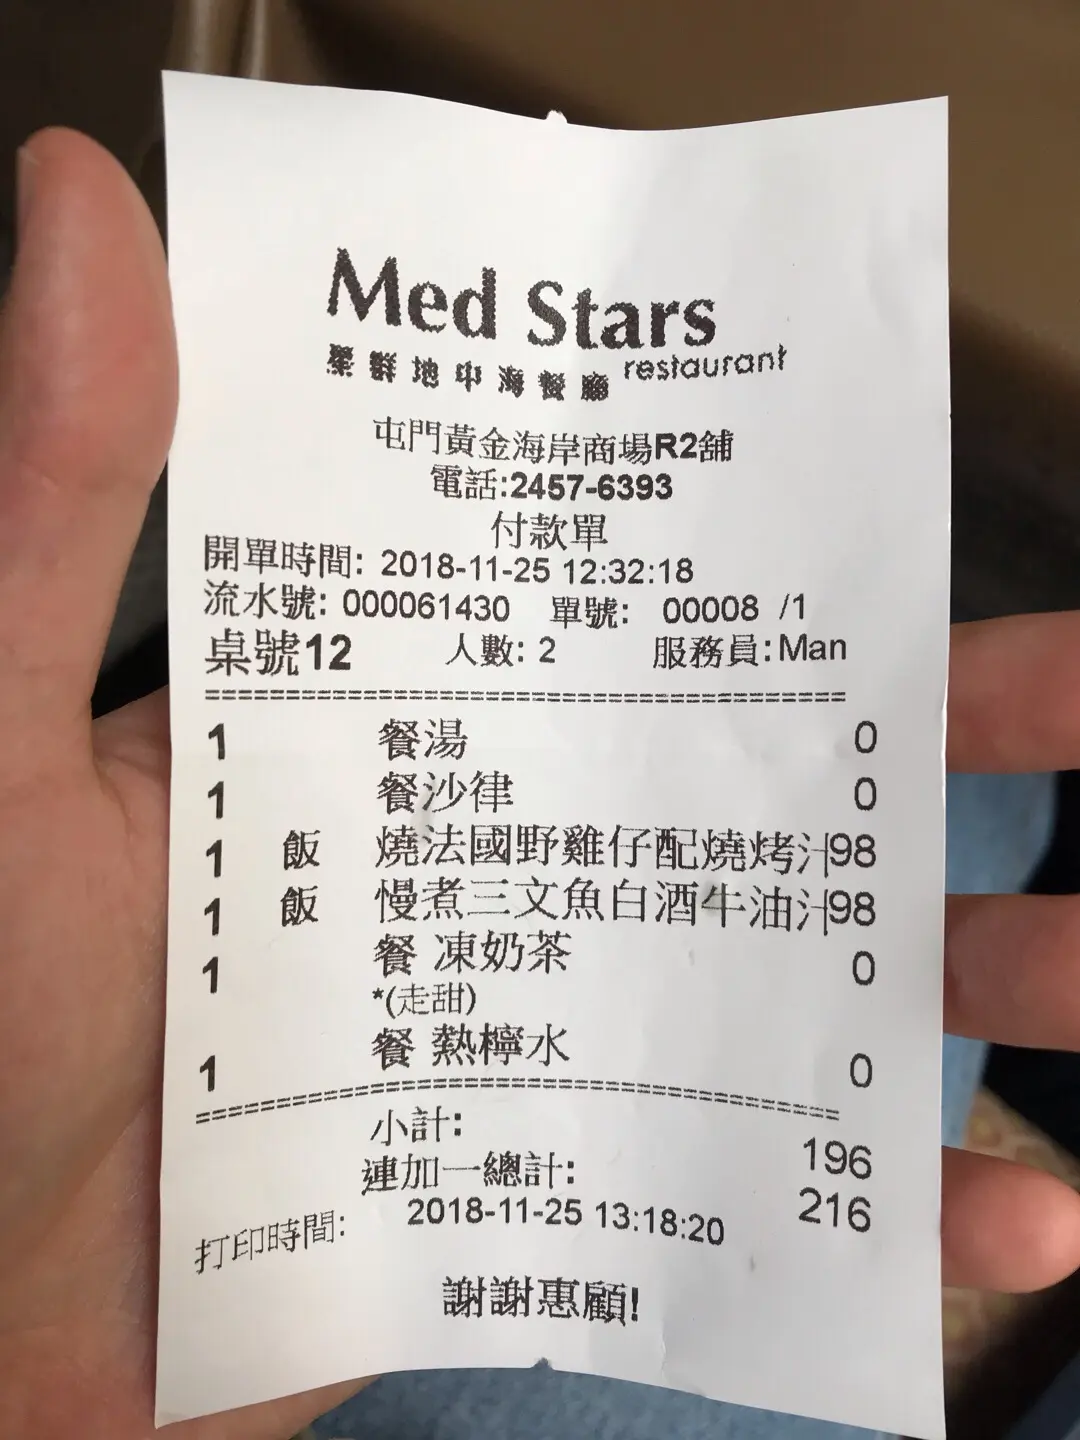 Med Stars
restaurant
星群地中海餐廳
屯門黃金海岸商場R2舖
電話:2457-6393
付款單
開單時間: 2018-11-25 12:32:18
流水號: 000061430 單號: 00008 /1
桌號12 人數: 2 服務員:Man
==================================================
1 餐湯 0
1 餐沙律 0
1 飯 燒法國野雞仔配燒烤汁98
1 飯 慢煮三文魚白酒牛油汁98
1 餐 凍奶茶 0
*(走甜)
1 餐 熱檸水 0
==================================================
小計: 196
連加一總計: 216
打印時間: 2018-11-25 13:18:20
謝謝惠顧!